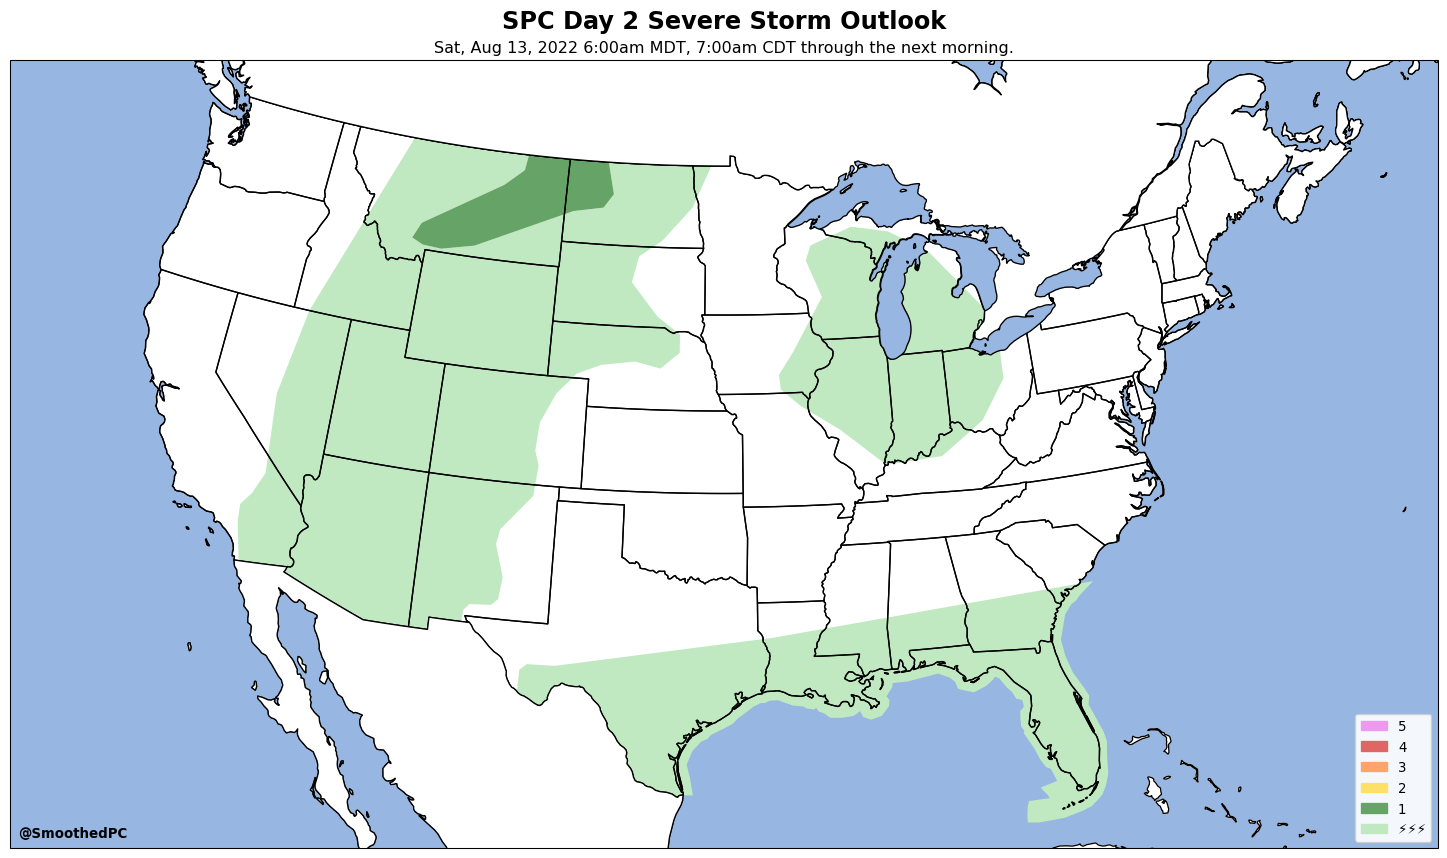 SPC Day 2 Severe Storm Outlook
Sat, Aug 13, 2022 6:00am MDT, 7:00am CDT through the next morning.
5
4
3
2
1
⚡⚡⚡
@SmoothedPC